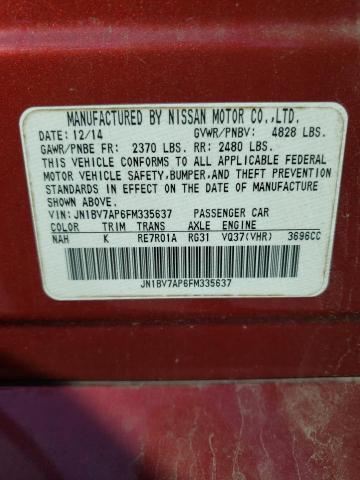 MANUFACTURED BY NISSAN MOTOR CO.,LTD.
DATE: 12/14 GVWR/PNBV: 4828 LBS.
GAWR/PNBE FR: 2370 LBS. RR: 2480 LBS.
THIS VEHICLE CONFORMS TO ALL APPLICABLE FEDERAL
MOTOR VEHICLE SAFETY,BUMPER,AND THEFT PREVENTION
STANDARDS IN EFFECT ON THE DATE OF MANUFACTURE
SHOWN ABOVE.
VIN: JN1BV7AP6FM335637 PASSENGER CAR
COLOR TRIM TRANS AXLE ENGINE
NAH K RE7R01A RG31 VQ37(VHR) 3696CC
JN1BV7AP6FM335637